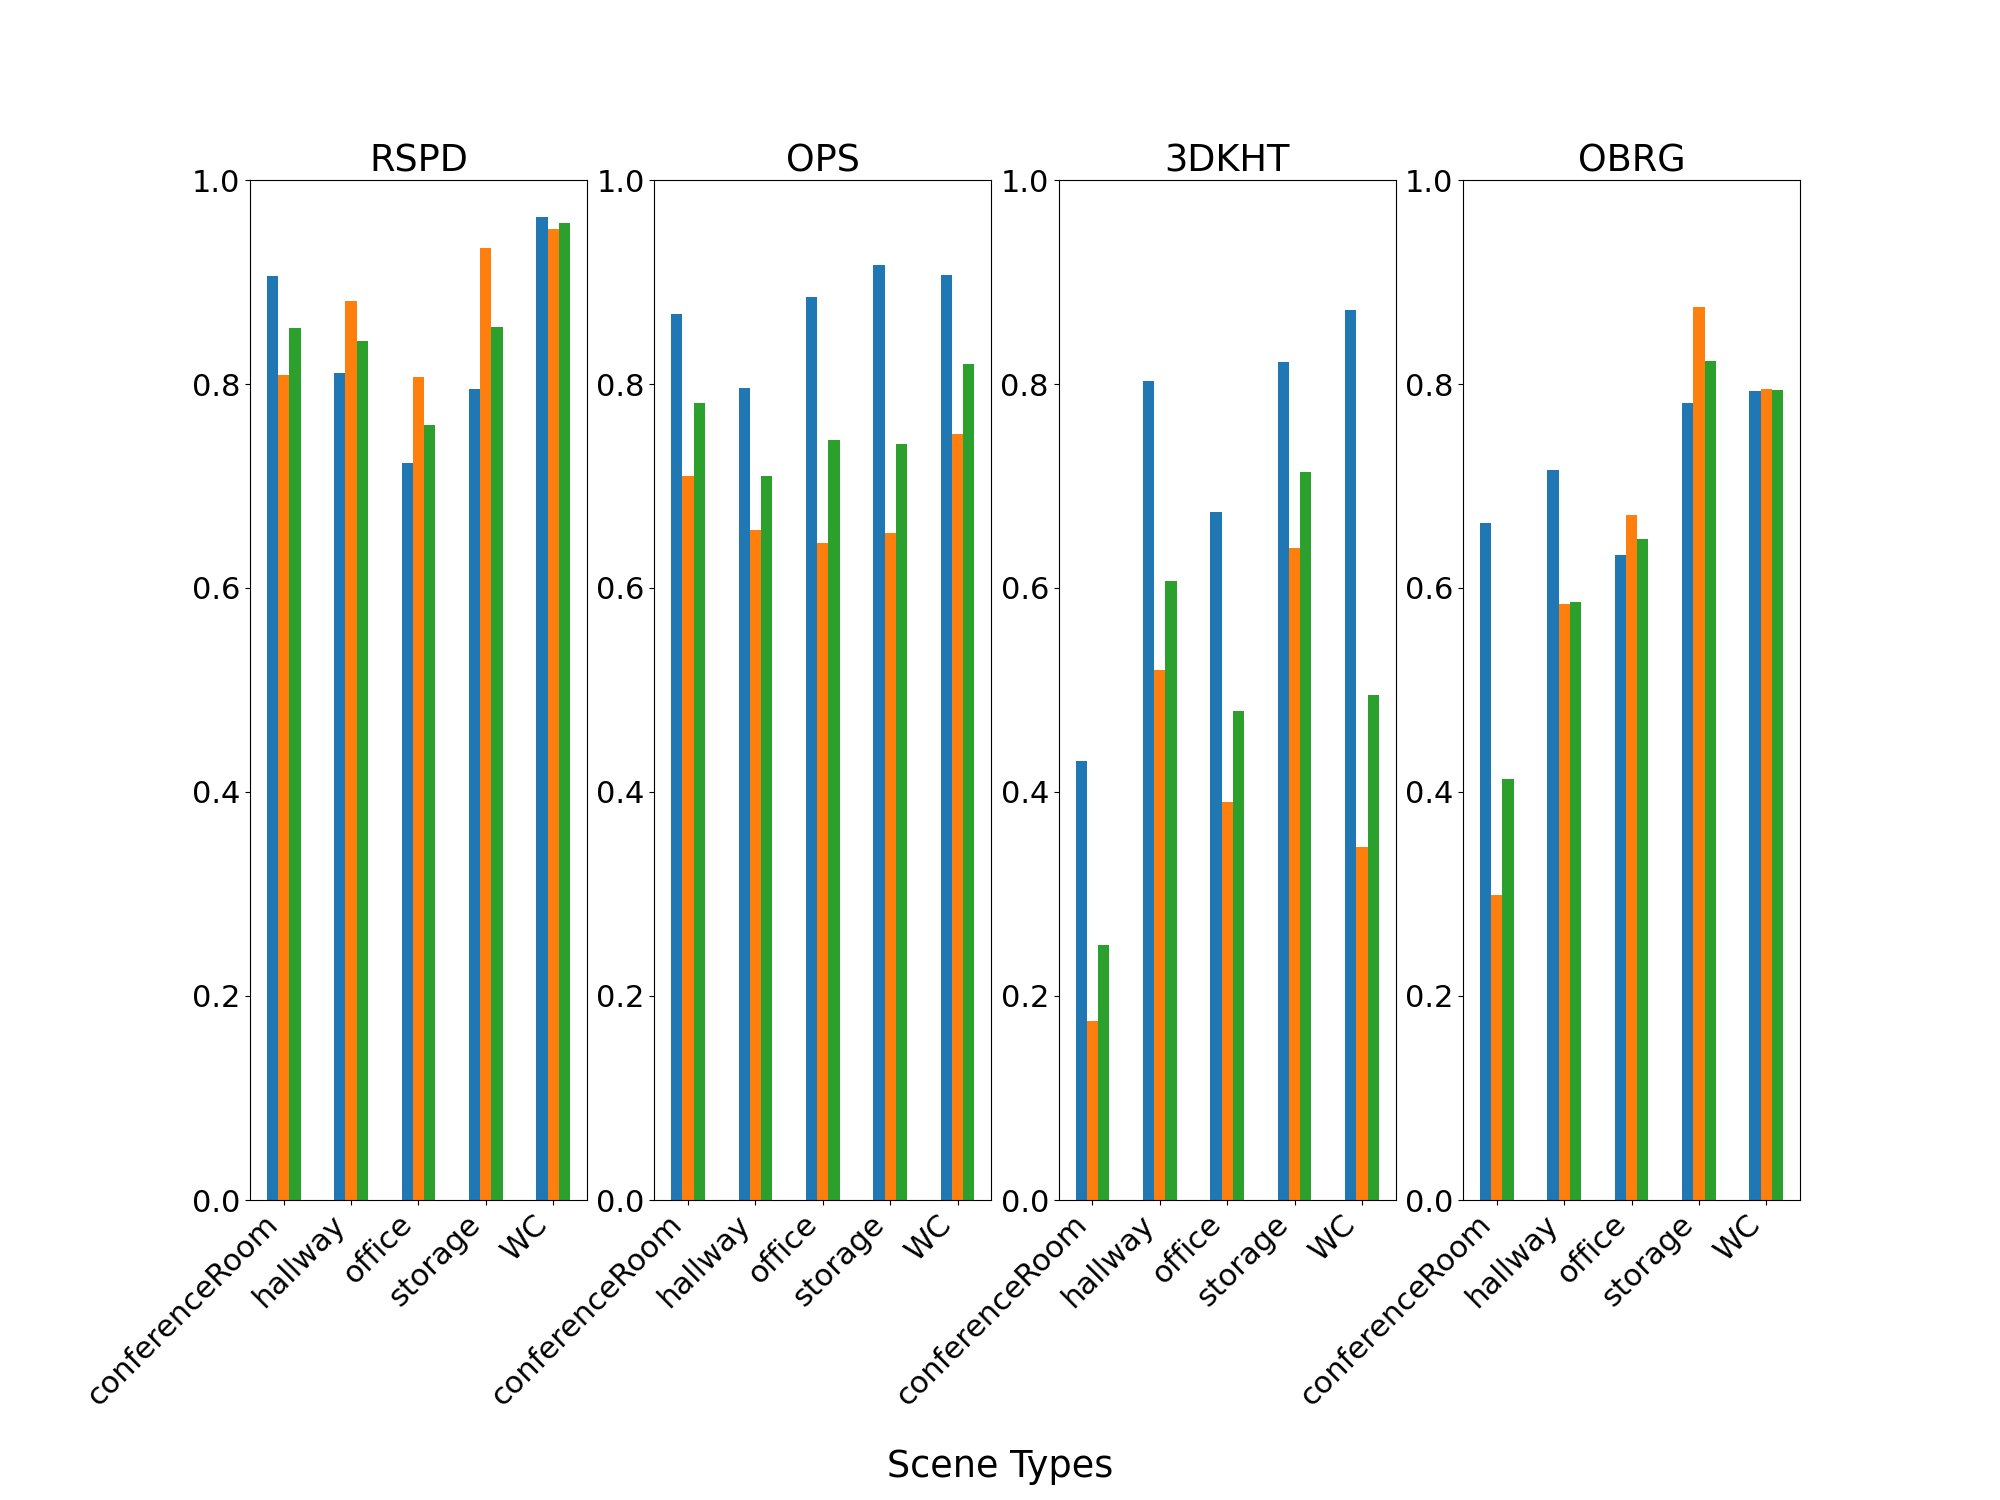 RSPD OPS 3DKHT OBRG
1.0 1.0 1.0 1.0
0.8 0.8 0.8 0.8
0.6 0.6 0.6 0.6
0.4 0.4 0.4 0.4
0.2 0.2 0.2 0.2
0.0 0.0 0.0 0.0
conferenceRoom hallway office storage WC conferenceRoom hallway office storage WC conferenceRoom hallway office storage WC conferenceRoom hallway office storage WC
Scene Types